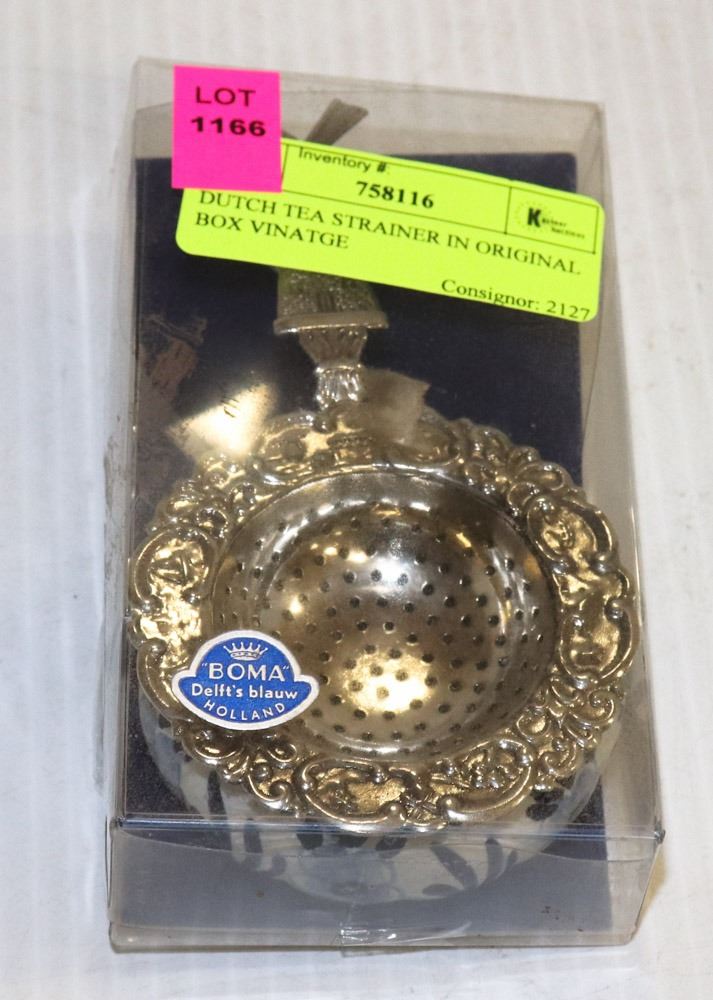 LOT
1166
Inventory #:
758116
DUTCH TEA STRAINER IN ORIGINAL
BOX VINATGE
Consignor: 2127
"BOMA"
Delft's blauw
HOLLAND